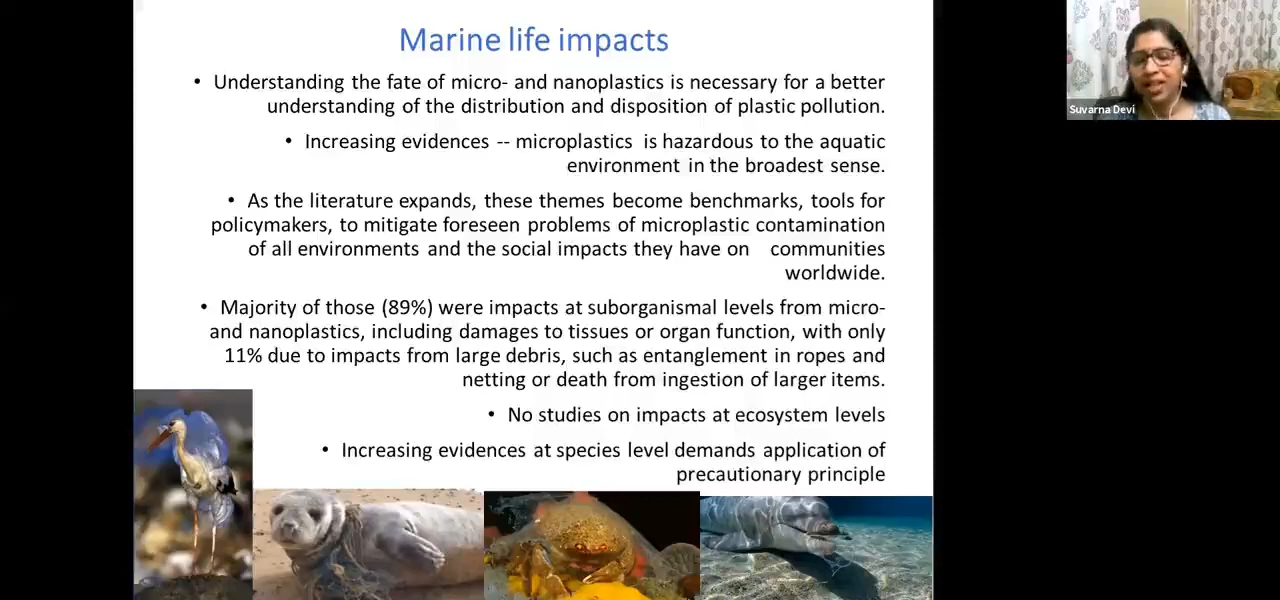 Marine life impacts
• Understanding the fate of micro- and nanoplastics is necessary for a better
understanding of the distribution and disposition of plastic pollution.
• Increasing evidences -- microplastics is hazardous to the aquatic
environment in the broadest sense.
• As the literature expands, these themes become benchmarks, tools for
policymakers, to mitigate foreseen problems of microplastic contamination
of all environments and the social impacts they have on communities
worldwide.
• Majority of those (89%) were impacts at suborganismal levels from micro-
and nanoplastics, including damages to tissues or organ function, with only
11% due to impacts from large debris, such as entanglement in ropes and
netting or death from ingestion of larger items.
• No studies on impacts at ecosystem levels
• Increasing evidences at species level demands application of
precautionary principle
Suvarna Devi